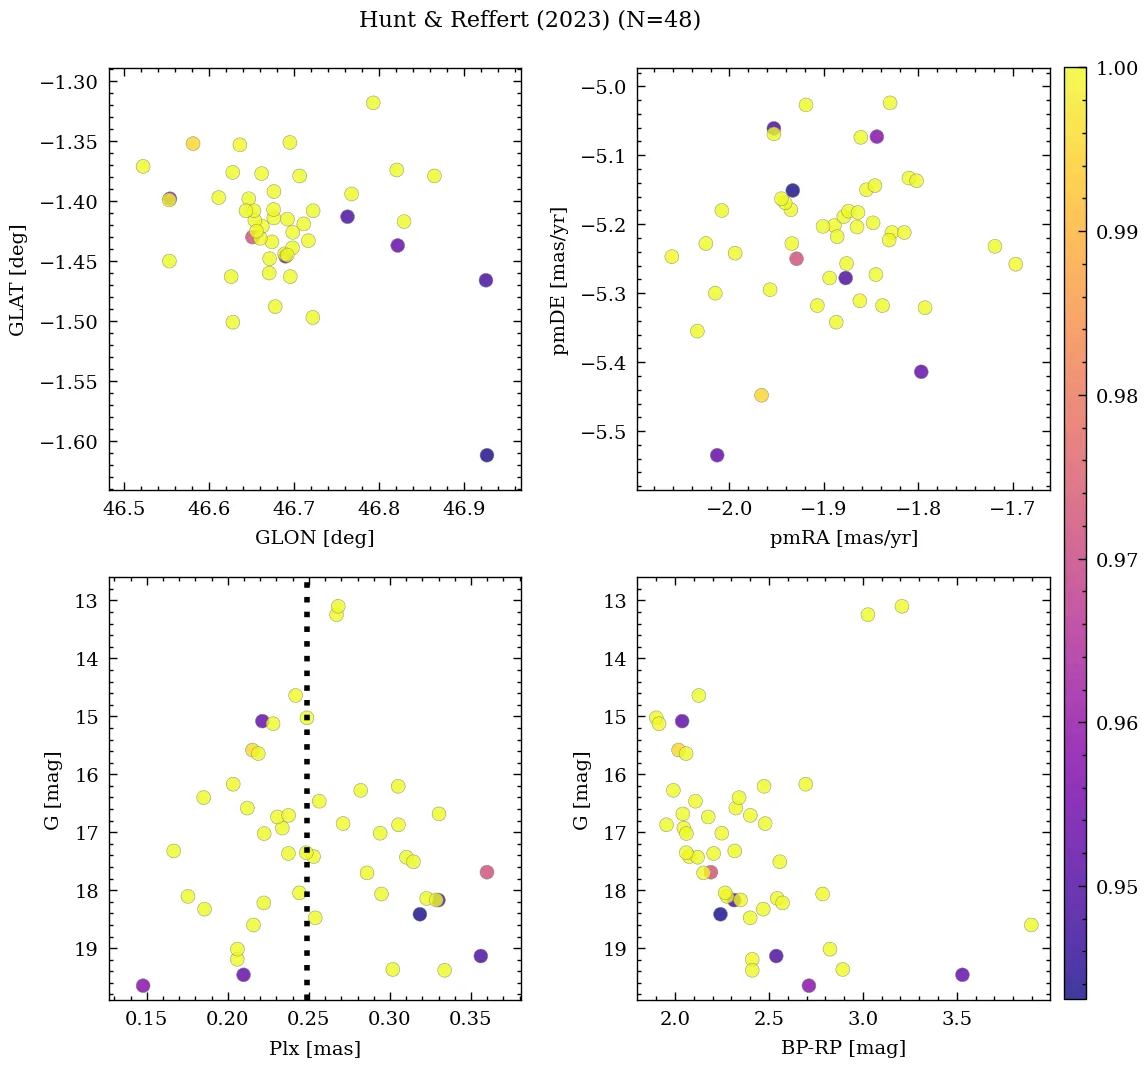 Hunt & Reffert (2023) (N=48)
−1.30
−1.35
−1.40
−1.45
−1.50
−1.55
−1.60
GLAT [deg]
46.5 46.6 46.7 46.8 46.9
GLON [deg]
−5.0
−5.1
−5.2
−5.3
−5.4
−5.5
pmDE [mas/yr]
−2.0 −1.9 −1.8 −1.7
pmRA [mas/yr]
13
14
15
16
17
18
19
G [mag]
0.15 0.20 0.25 0.30 0.35
Plx [mas]
13
14
15
16
17
18
19
G [mag]
2.0 2.5 3.0 3.5
BP-RP [mag]
1.00
0.99
0.98
0.97
0.96
0.95